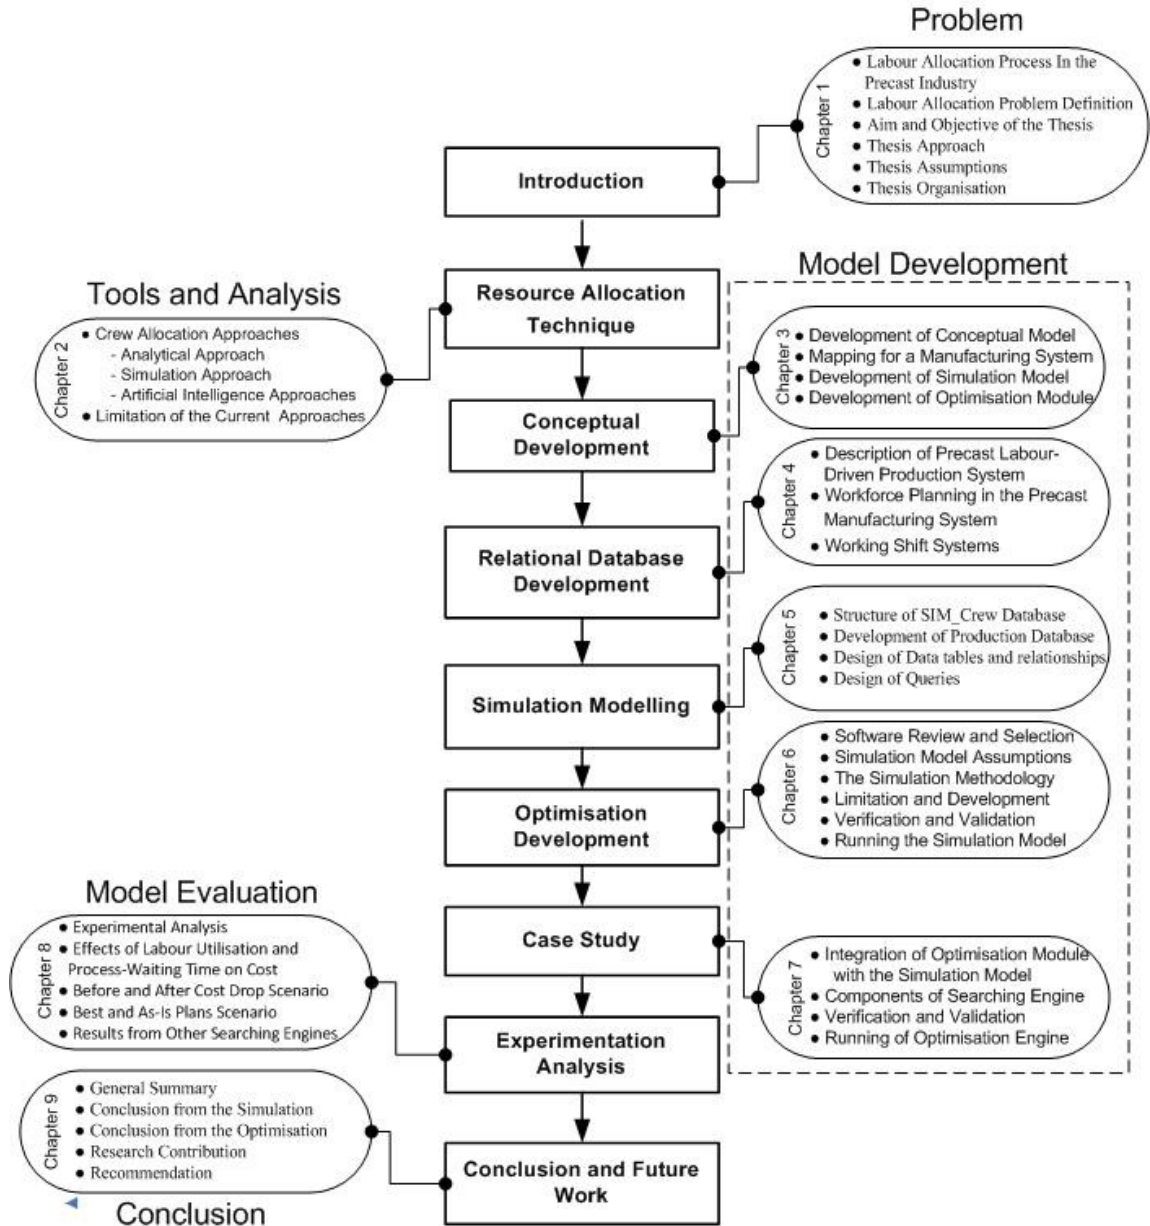 Problem
Chapter 1
● Labour Allocation Process In the
Precast Industry
● Labour Allocation Problem Definition
● Aim and Objective of the Thesis
● Thesis Approach
● Thesis Assumptions
● Thesis Organisation
Introduction
Resource Allocation
Technique
Tools and Analysis
Chapter 2
● Crew Allocation Approaches
- Analytical Approach
- Simulation Approach
- Artificial Intelligence Approaches
● Limitation of the Current Approaches
Model Development
Chapter 3
● Development of Conceptual Model
● Mapping for a Manufacturing System
● Development of Simulation Model
● Development of Optimisation Module
Conceptual
Development
Chapter 4
● Description of Precast Labour-
Driven Production System
● Workforce Planning in the Precast
Manufacturing System
● Working Shift Systems
Relational Database
Development
Chapter 5
● Structure of SIM_Crew Database
● Development of Production Database
● Design of Data tables and relationships
● Design of Queries
Simulation Modelling
Chapter 6
● Software Review and Selection
● Simulation Model Assumptions
● The Simulation Methodology
● Limitation and Development
● Verification and Validation
● Running the Simulation Model
Optimisation
Development
Case Study
Chapter 7
● Integration of Optimisation Module
with the Simulation Model
● Components of Searching Engine
● Verification and Validation
● Running of Optimisation Engine
Model Evaluation
Chapter 8
● Experimental Analysis
● Effects of Labour Utilisation and
Process-Waiting Time on Cost
● Before and After Cost Drop Scenario
● Best and As-Is Plans Scenario
● Results from Other Searching Engines
Experimentation
Analysis
Chapter 9
● General Summary
● Conclusion from the Simulation
● Conclusion from the Optimisation
● Research Contribution
● Recommendation
Conclusion
Conclusion and Future
Work